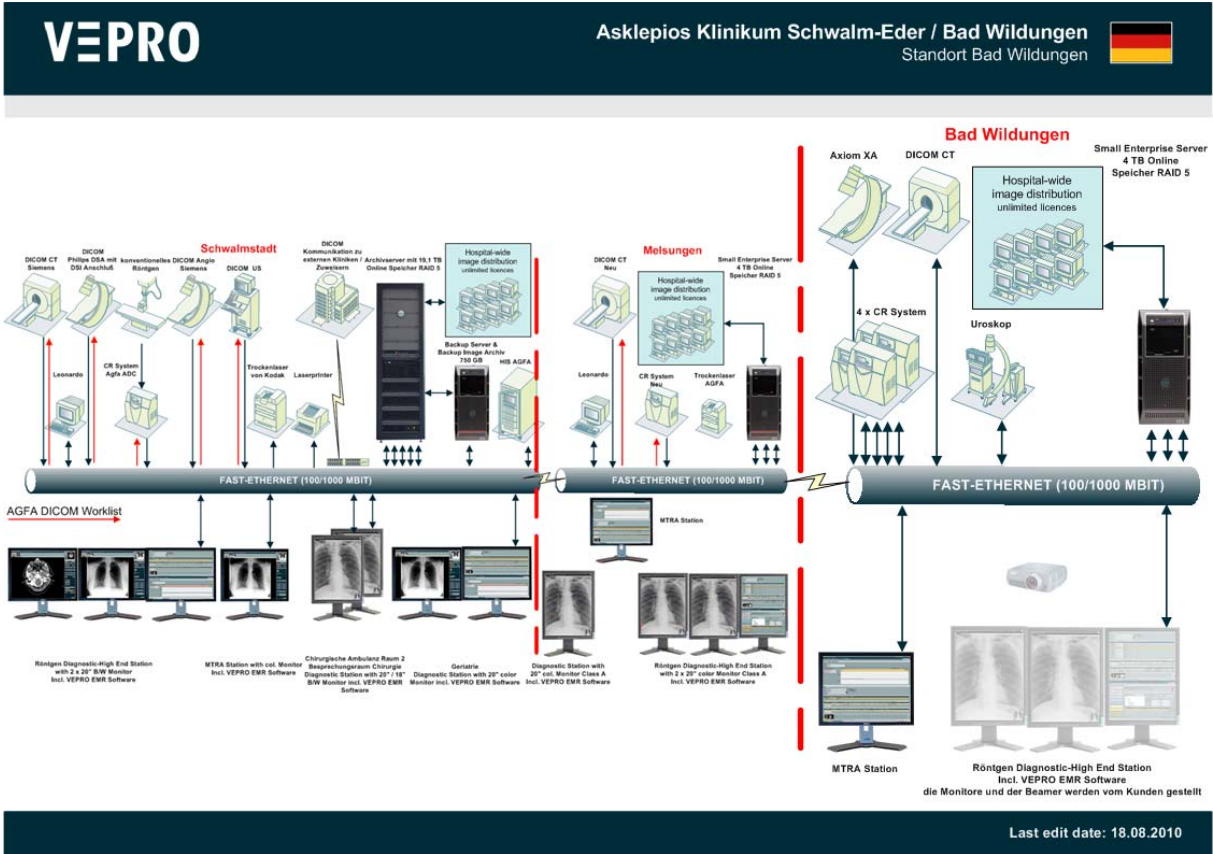 VEPRO
Asklepios Klinikum Schwalm-Eder / Bad Wildungen
Standort Bad Wildungen
Schwalmstadt
DICOM CT
Siemens
DICOM
Philips DSA mit
DSI Anschluß
konventionelles
Röntgen
DICOM Angio
Siemens
DICOM US
DICOM
Kommunikation zu
externen Kliniken /
Zuweisern
Archivserver mit 19,1 TB
Online Speicher RAID 5
Hospital-wide
image distribution
unlimited licences
Leonardo
CR System
Agfa ADC
Trockenlaser
von Kodak
Laserprinter
Backup Server &
Backup Image Archiv
750 GB
HIS AGFA
FAST-ETHERNET (100/1000 MBIT)
AGFA DICOM Worklist
Röntgen Diagnostic-High End Station
with 2 x 20" B/W Monitor
Incl. VEPRO EMR Software
MTRA Station with col. Monitor
Incl. VEPRO EMR Software
Chirurgische Ambulanz Raum 2
Besprechungsraum Chirurgie
Diagnostic Station with 20" / 18"
B/W Monitor incl. VEPRO EMR
Software
Geriatrie
Diagnostic Station with 20" color
Monitor incl. VEPRO EMR Software
Melsungen
DICOM CT
Neu
Hospital-wide
image distribution
unlimited licences
Small Enterprise Server
4 TB Online
Speicher RAID 5
Leonardo
CR System
Neu
Trockenlaser
AGFA
FAST-ETHERNET (100/1000 MBIT)
MTRA Station
Diagnostic Station with
20" col. Monitor Class A
Incl. VEPRO EMR Software
Röntgen Diagnostic-High End Station
with 2 x 20" color Monitor Class A
Incl. VEPRO EMR Software
Bad Wildungen
Axiom XA
DICOM CT
Hospital-wide
image distribution
unlimited licences
Small Enterprise Server
4 TB Online
Speicher RAID 5
4 x CR System
Uroskop
FAST-ETHERNET (100/1000 MBIT)
MTRA Station
Röntgen Diagnostic-High End Station
Incl. VEPRO EMR Software
die Monitore und der Beamer werden vom Kunden gestellt
Last edit date: 18.08.2010